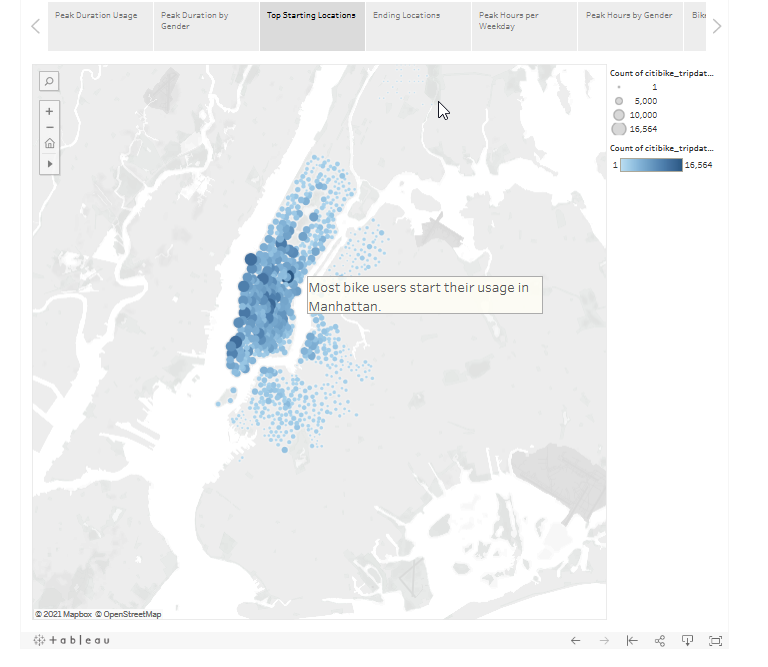 Peak Duration Usage
Peak Duration by
Gender
Top Starting Locations
Ending Locations
Peak Hours per
Weekday
Peak Hours by Gender
Bike
Count of citibike_tripdat...
1
5,000
10,000
16,564
Count of citibike_tripdat...
1 16,564
Most bike users start their usage in
Manhattan.
© 2021 Mapbox © OpenStreetMap
+ableau